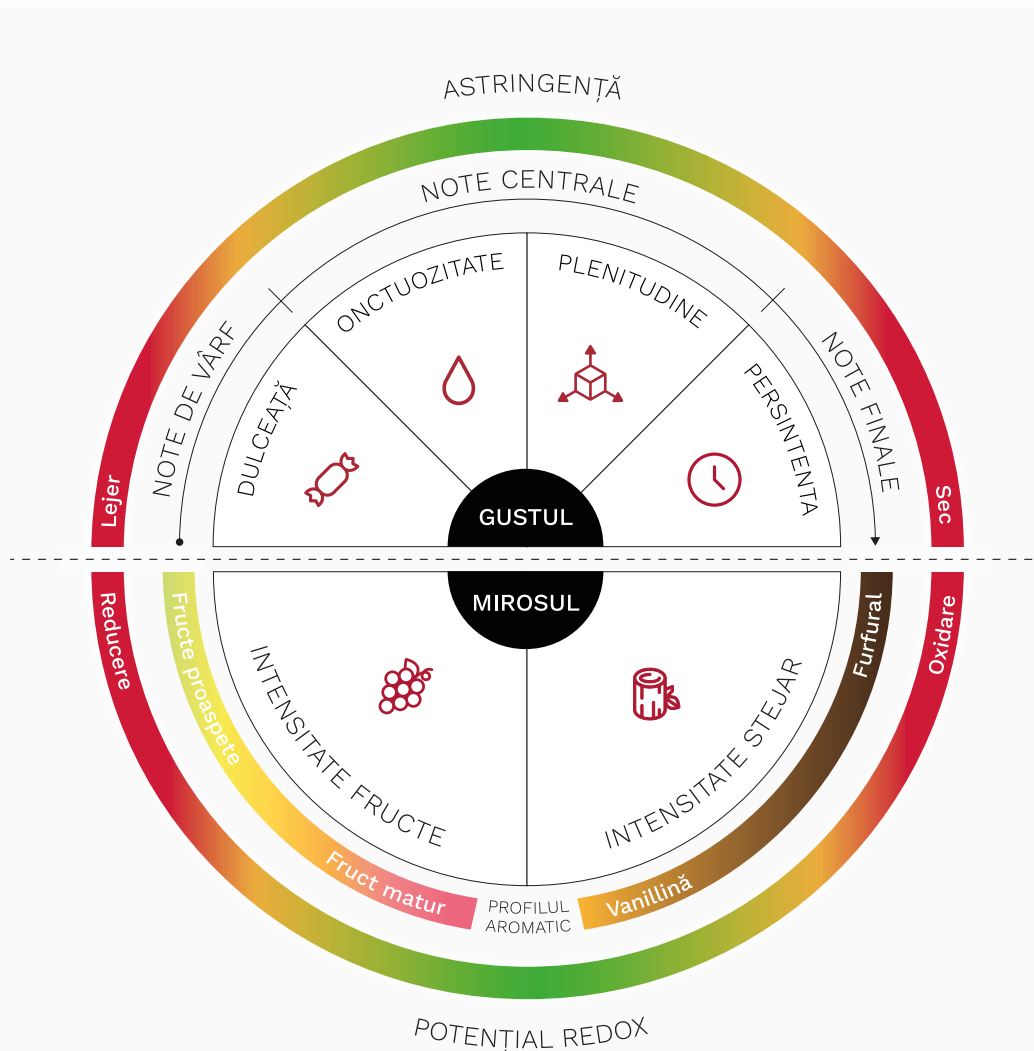 ASTRINGENȚĂ
NOTE CENTRALE
NOTE DE VÂRF
NOTE FINALE
DULCEAȚĂ
ONCTUOZITATE
PLENITUDINE
PERSINTENTA
Lejer
Sec
GUSTUL
MIROSUL
Reducere
Fructe proaspete
Furfural
Oxidare
INTENSITATE FRUCTE
INTENSITATE STEJAR
Fruct matur
Vanillină
PROFILUL
AROMATIC
POTENȚIAL REDOX